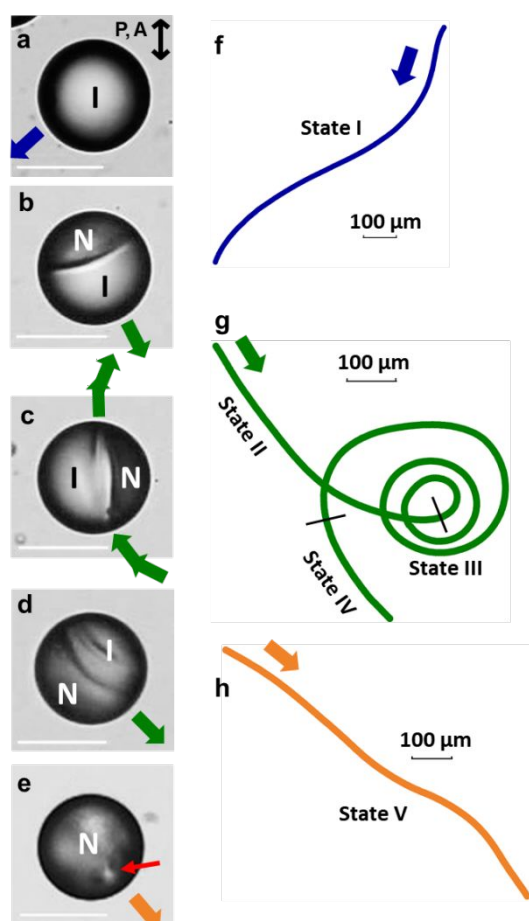 a
P, A
I
b
N
I
c
I
N
d
I
N
e
N
f
State I
100 µm
g
100 µm
State II
State III
State IV
h
100 µm
State V